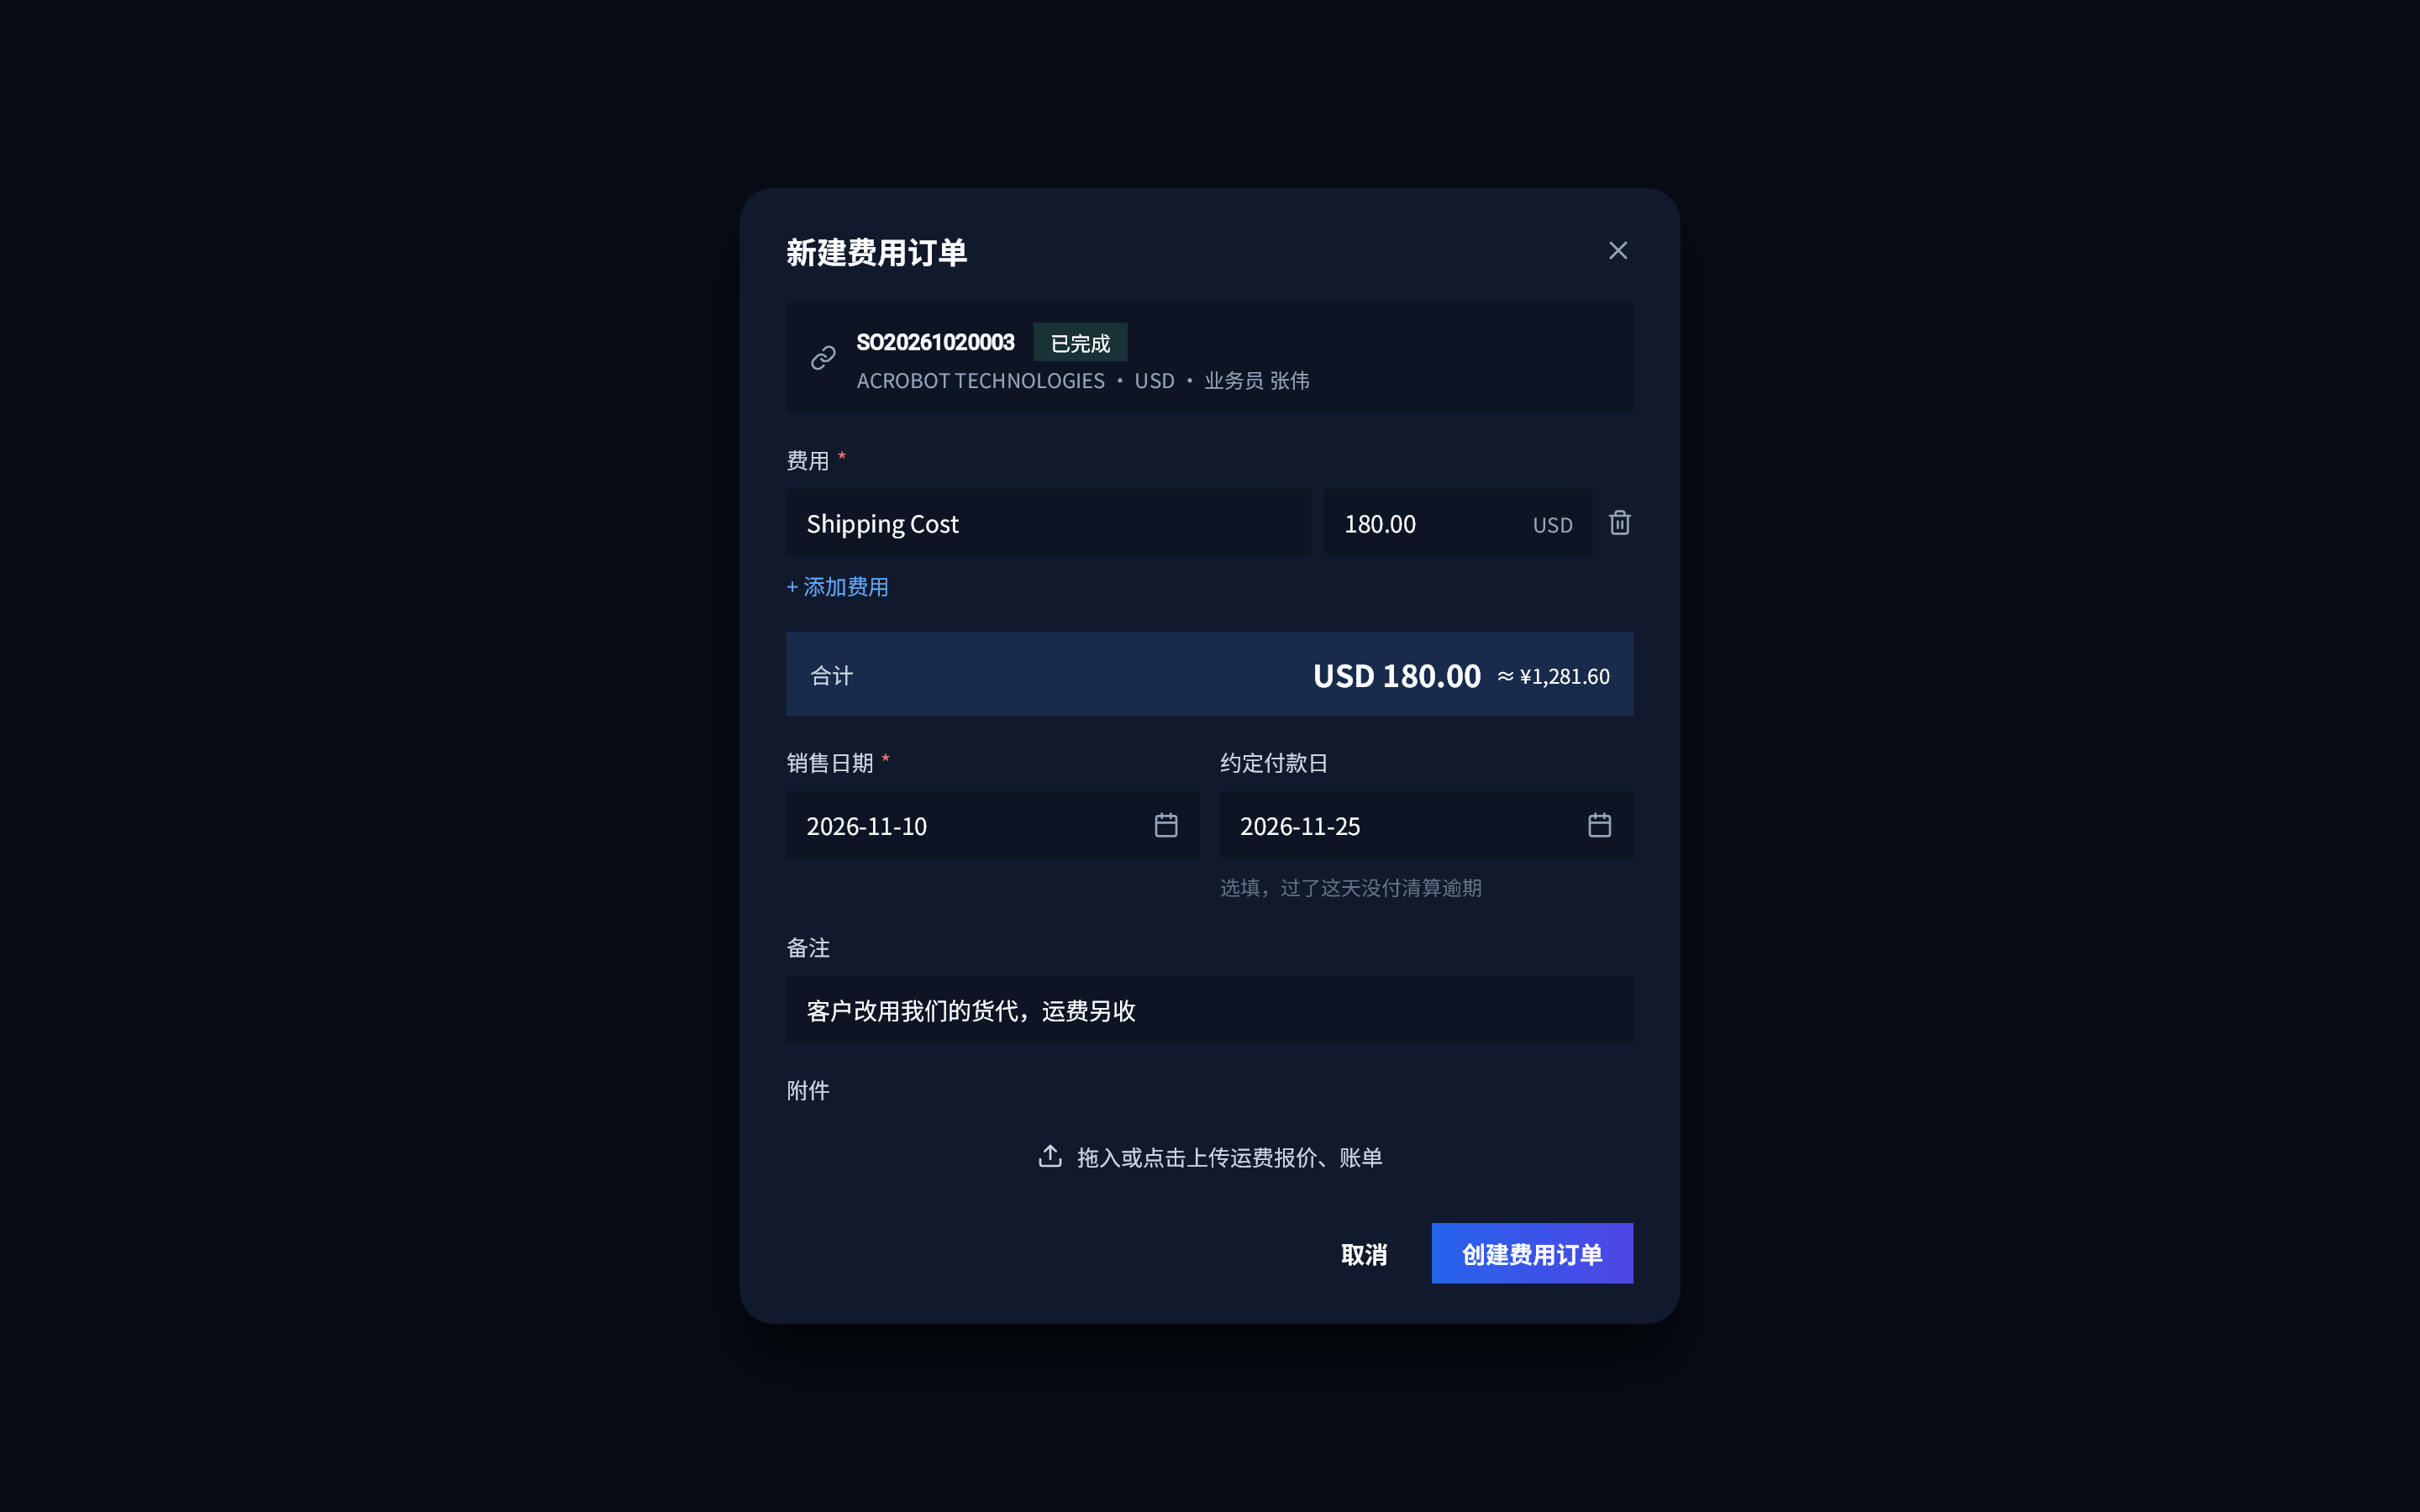 新建费用订单
SO20261020003 已完成
ACROBOT TECHNOLOGIES • USD • 业务员 张伟
费用 *
Shipping Cost 180.00 USD
+ 添加费用
合计 USD 180.00 ≈ ¥1,281.60
销售日期 * 约定付款日
2026-11-10 2026-11-25
选填，过了这天没付清算逾期
备注
客户改用我们的货代，运费另收
附件
拖入或点击上传运费报价、账单
取消 创建费用订单